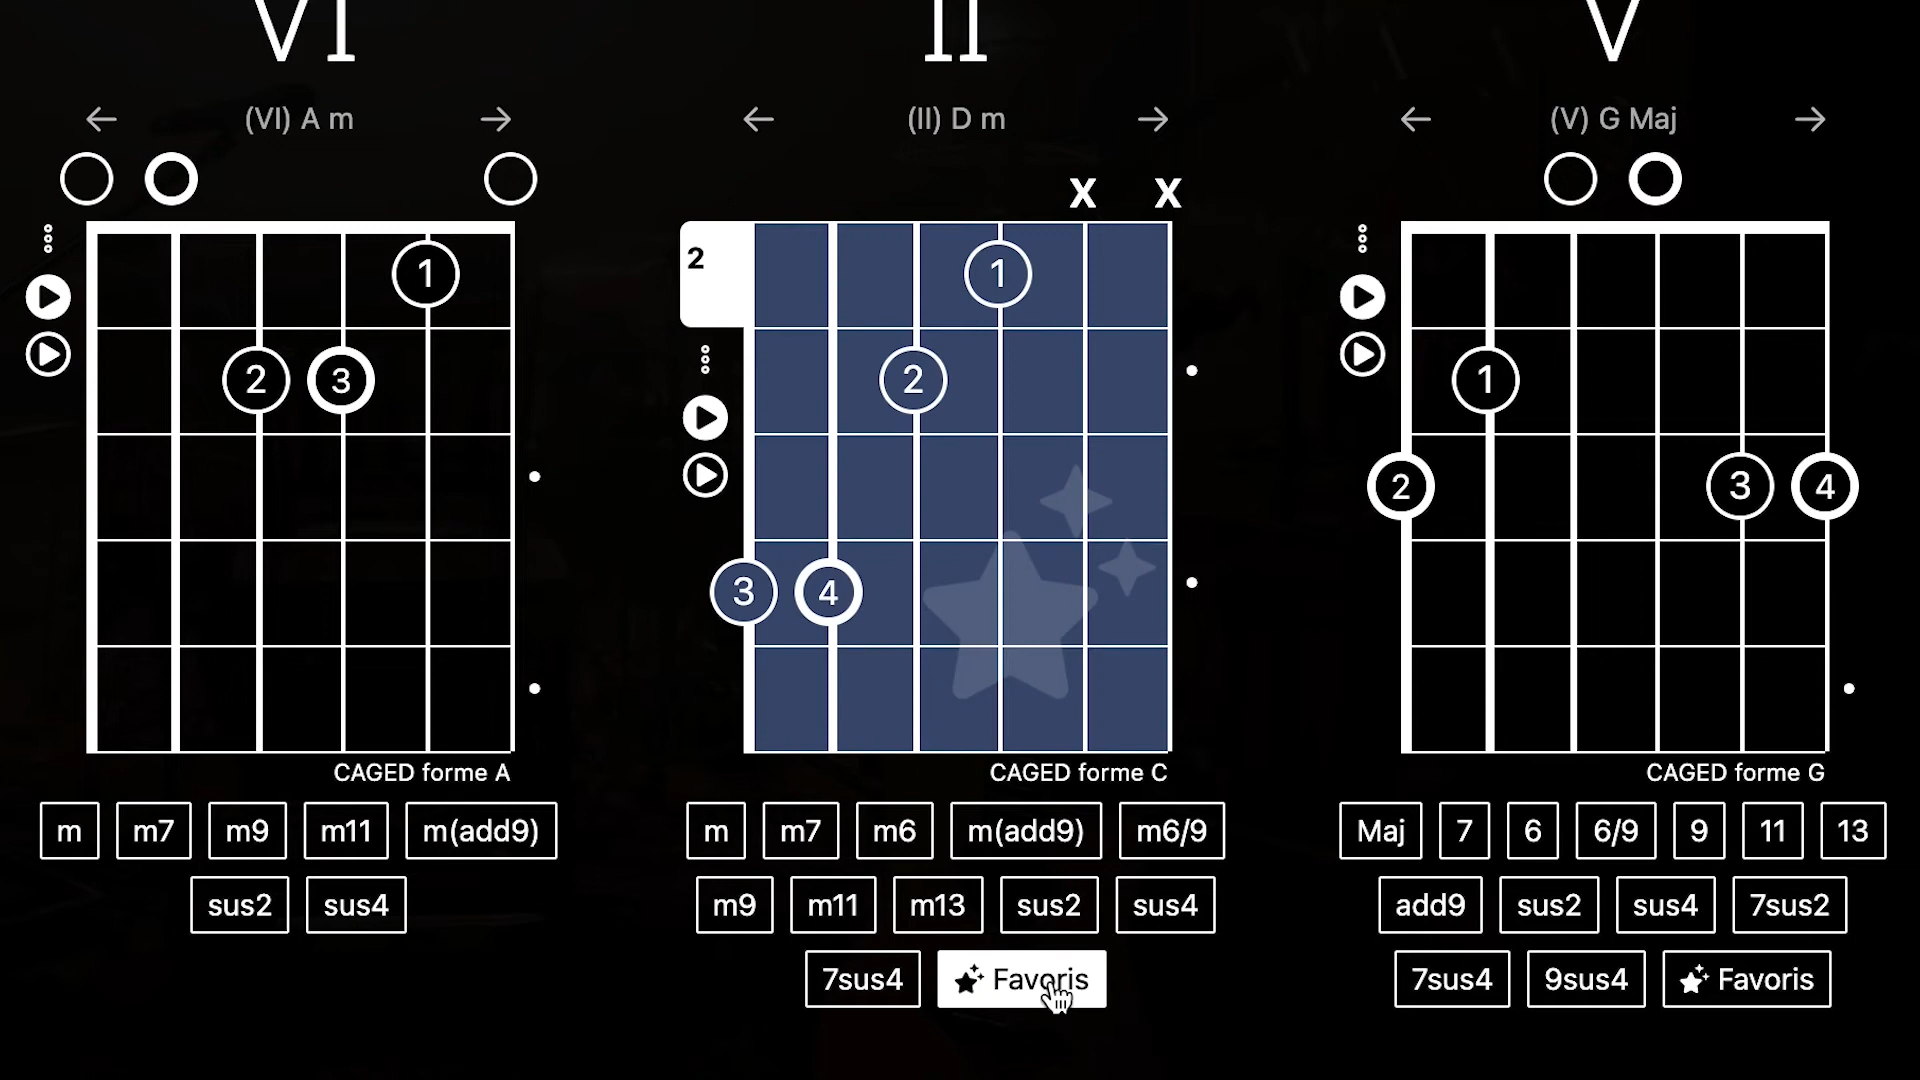 VI II V
(VI) A m (II) D m (V) G Maj
X X
2
1 1
2 3 2 1
2 3 4
3 4
CAGED forme A CAGED forme C CAGED forme G
m m7 m9 m11 m(add9) m m7 m6 m(add9) m6/9 Maj 7 6 6/9 9 11 13
sus2 sus4 m9 m11 m13 sus2 sus4 add9 sus2 sus4 7sus2
7sus4 Favoris 7sus4 9sus4 Favoris